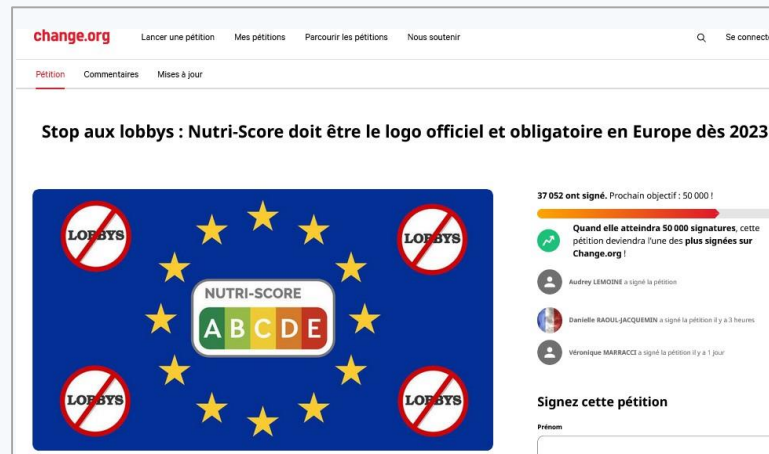 change.org
Lancer une pétition
Mes pétitions
Parcourir les pétitions
Nous soutenir
Se connecte
Pétition
Commentaires
Mises à jour
Stop aux lobbys : Nutri-Score doit être le logo officiel et obligatoire en Europe dès 2023
LOBBYS
LOBBYS
NUTRI-SCORE
A B C D E
LOBBYS
LOBBYS
37 052 ont signé. Prochain objectif : 50 000 !
Quand elle atteindra 50 000 signatures, cette
pétition deviendra l'une des plus signées sur
Change.org !
Audrey LEMOINE a signé la pétition
Danielle RAOUL-JACQUEMIN a signé la pétition il y a 3 heures
Véronique MARRACCI a signé la pétition il y a 1 jour
Signez cette pétition
Prénom